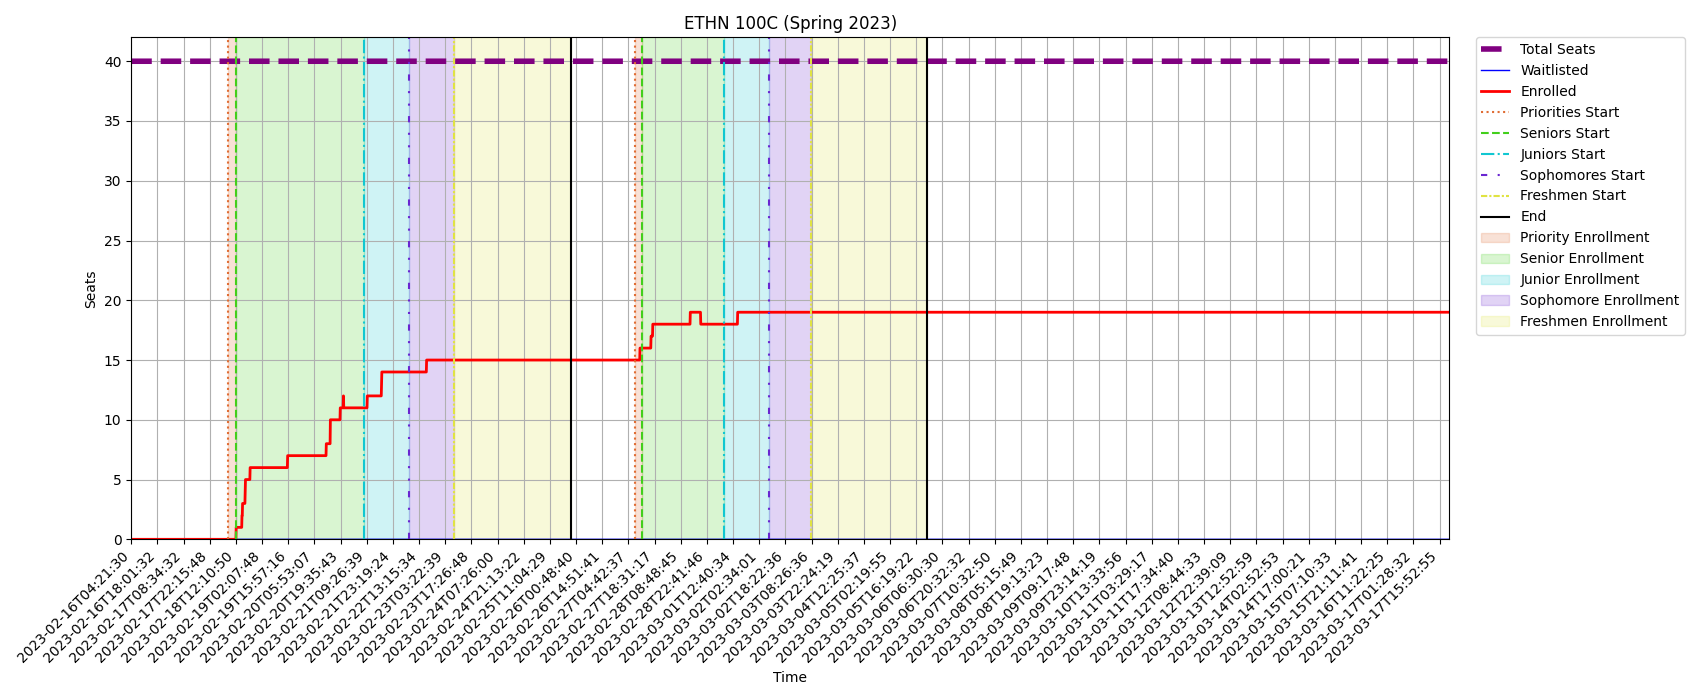 ETHN 100C (Spring 2023)
40
35
30
25
20
15
10
5
0
Seats
2023-02-16T04:21:30
2023-02-16T18:01:32
2023-02-17T08:34:32
2023-02-17T22:15:48
2023-02-18T12:10:50
2023-02-19T02:07:48
2023-02-19T15:57:16
2023-02-20T05:53:07
2023-02-20T19:35:43
2023-02-21T09:26:39
2023-02-21T23:19:24
2023-02-22T13:15:34
2023-02-23T03:22:39
2023-02-23T17:26:48
2023-02-24T07:26:00
2023-02-24T21:13:22
2023-02-25T11:04:29
2023-02-26T00:48:40
2023-02-26T14:51:41
2023-02-27T04:42:37
2023-02-27T18:31:17
2023-02-28T08:48:45
2023-02-28T22:41:46
2023-03-01T12:40:34
2023-03-02T02:34:01
2023-03-02T18:22:36
2023-03-03T08:26:36
2023-03-03T22:24:19
2023-03-04T12:25:37
2023-03-05T02:19:55
2023-03-05T16:19:22
2023-03-06T06:30:30
2023-03-06T20:32:32
2023-03-07T10:32:50
2023-03-08T05:15:49
2023-03-08T19:13:23
2023-03-09T09:17:48
2023-03-09T23:14:19
2023-03-10T13:33:56
2023-03-11T03:29:17
2023-03-11T17:34:40
2023-03-12T08:44:33
2023-03-12T22:39:09
2023-03-13T12:52:59
2023-03-14T02:52:53
2023-03-14T17:00:21
2023-03-15T07:10:33
2023-03-15T21:11:41
2023-03-16T11:22:25
2023-03-17T01:28:32
2023-03-17T15:52:55
Time
Total Seats
Waitlisted
Enrolled
Priorities Start
Seniors Start
Juniors Start
Sophomores Start
Freshmen Start
End
Priority Enrollment
Senior Enrollment
Junior Enrollment
Sophomore Enrollment
Freshmen Enrollment